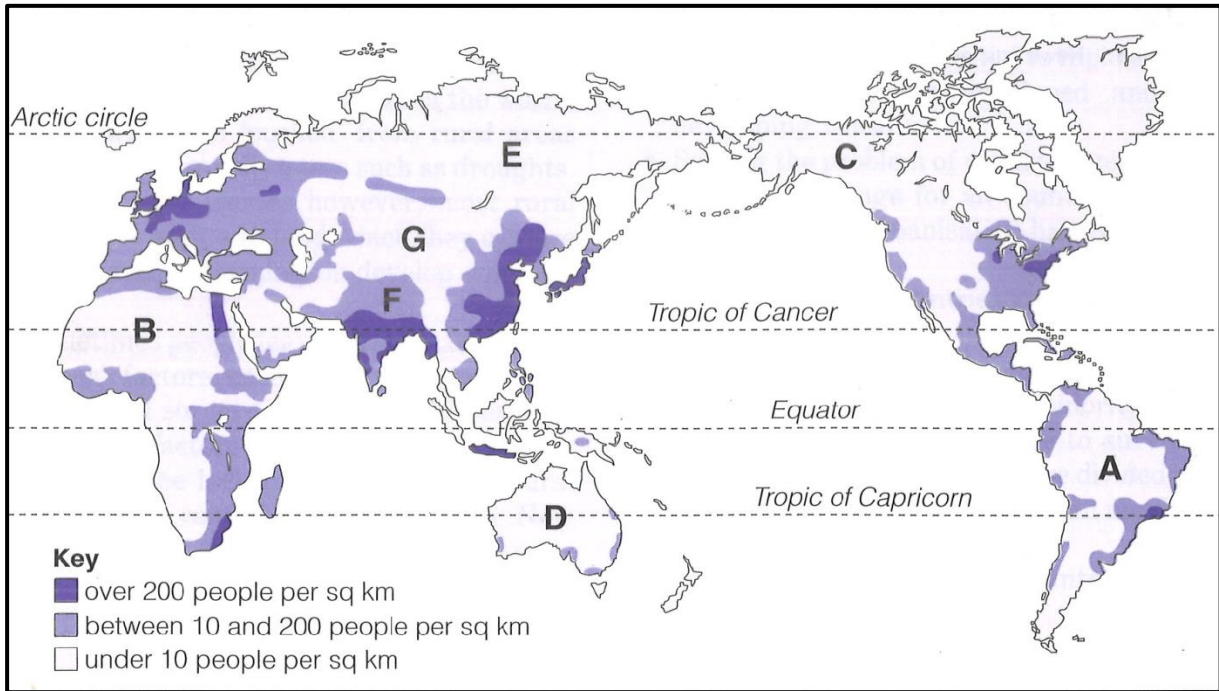 Arctic circle
C
E
G
F
Tropic of Cancer
B
Equator
A
Tropic of Capricorn
D
Key
over 200 people per sq km
between 10 and 200 people per sq km
under 10 people per sq km